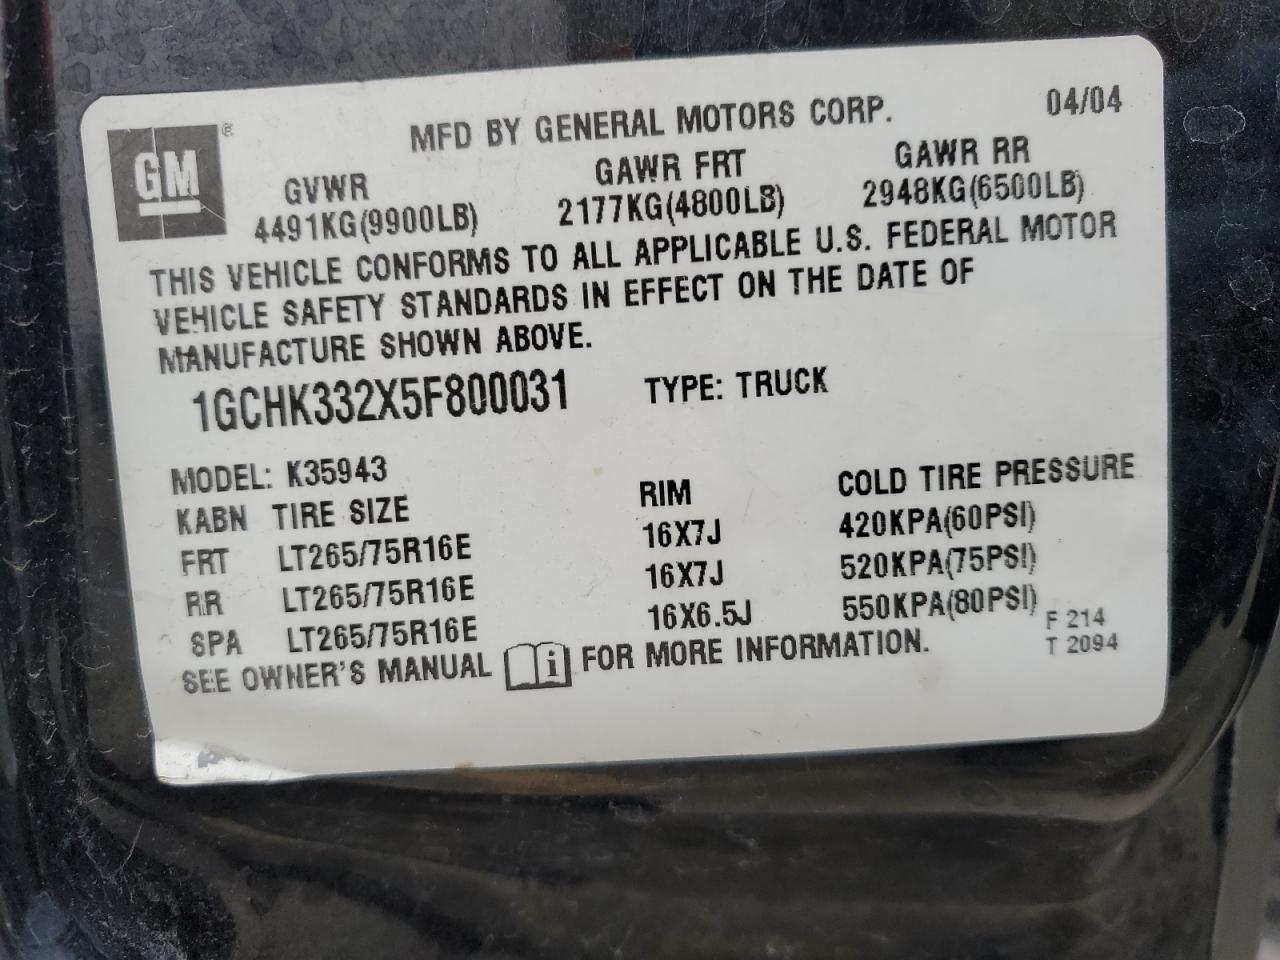 GM ®
MFD BY GENERAL MOTORS CORP. 04/04
GVWR GAWR FRT GAWR RR
4491KG(9900LB) 2177KG(4800LB) 2948KG(6500LB)
THIS VEHICLE CONFORMS TO ALL APPLICABLE U.S. FEDERAL MOTOR
VEHICLE SAFETY STANDARDS IN EFFECT ON THE DATE OF
MANUFACTURE SHOWN ABOVE.
1GCHK332X5F800031 TYPE: TRUCK
MODEL: K35943
KABN TIRE SIZE RIM COLD TIRE PRESSURE
FRT LT265/75R16E 16X7J 420KPA(60PSI)
RR LT265/75R16E 16X7J 520KPA(75PSI)
SPA LT265/75R16E 16X6.5J 550KPA(80PSI)
SEE OWNER'S MANUAL i FOR MORE INFORMATION.
F 214
T 2094